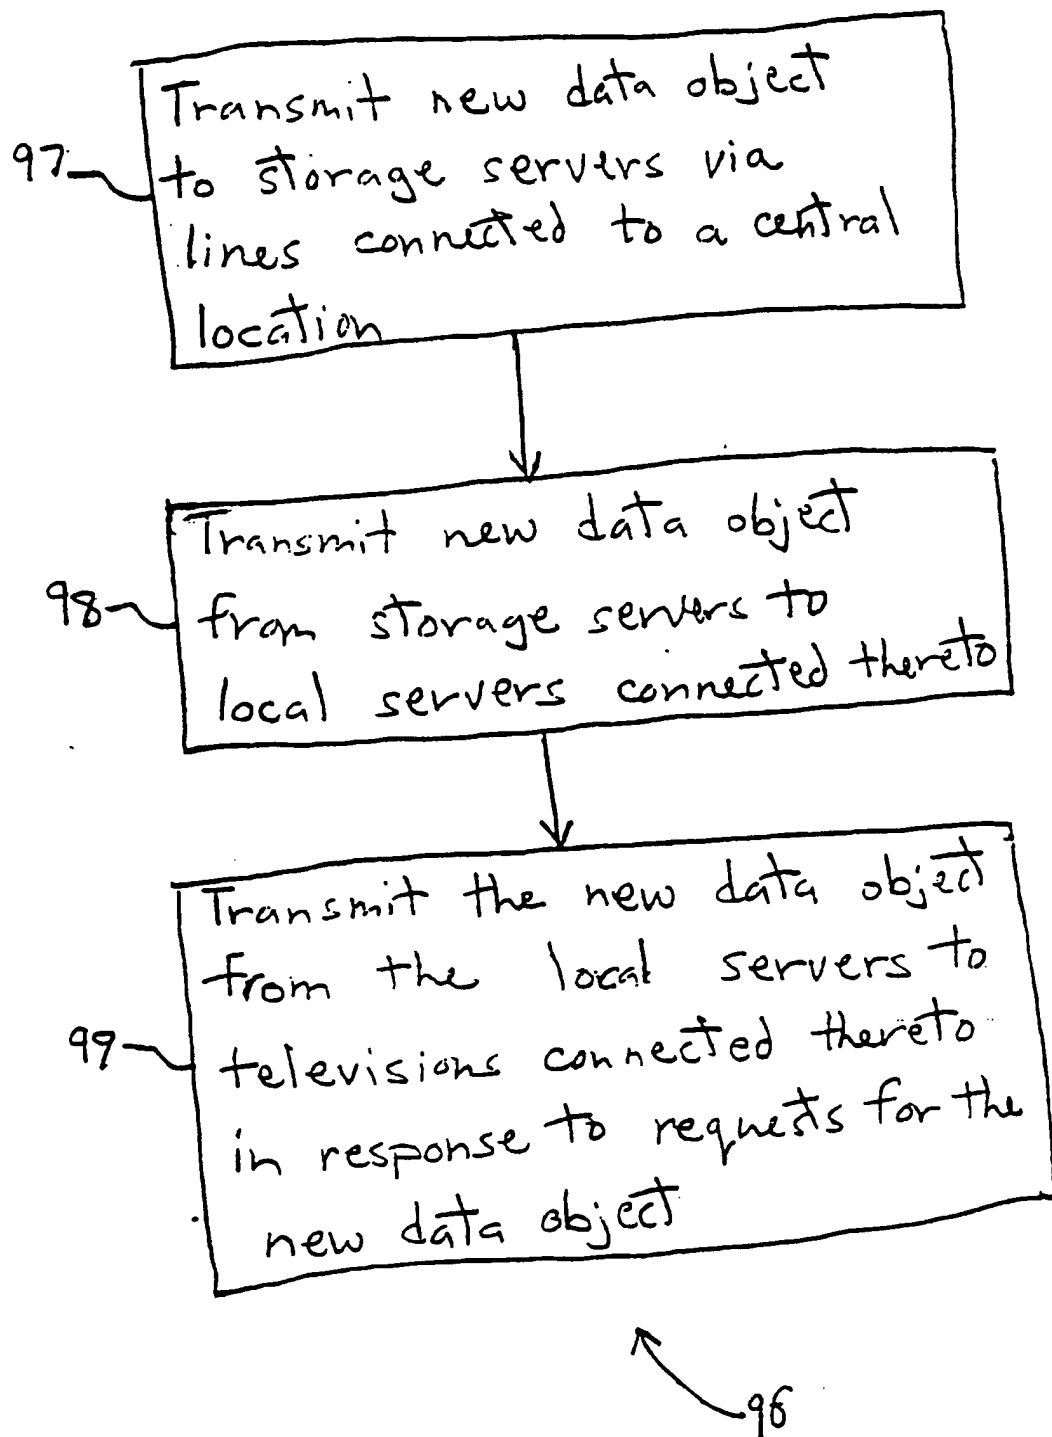 Transmit new data object
97 to storage servers via
lines connected to a central
location
Transmit new data object
98 from storage servers to
local servers connected thereto
Transmit the new data object
from the local servers to
99 televisions connected thereto
in response to requests for the
new data object
96